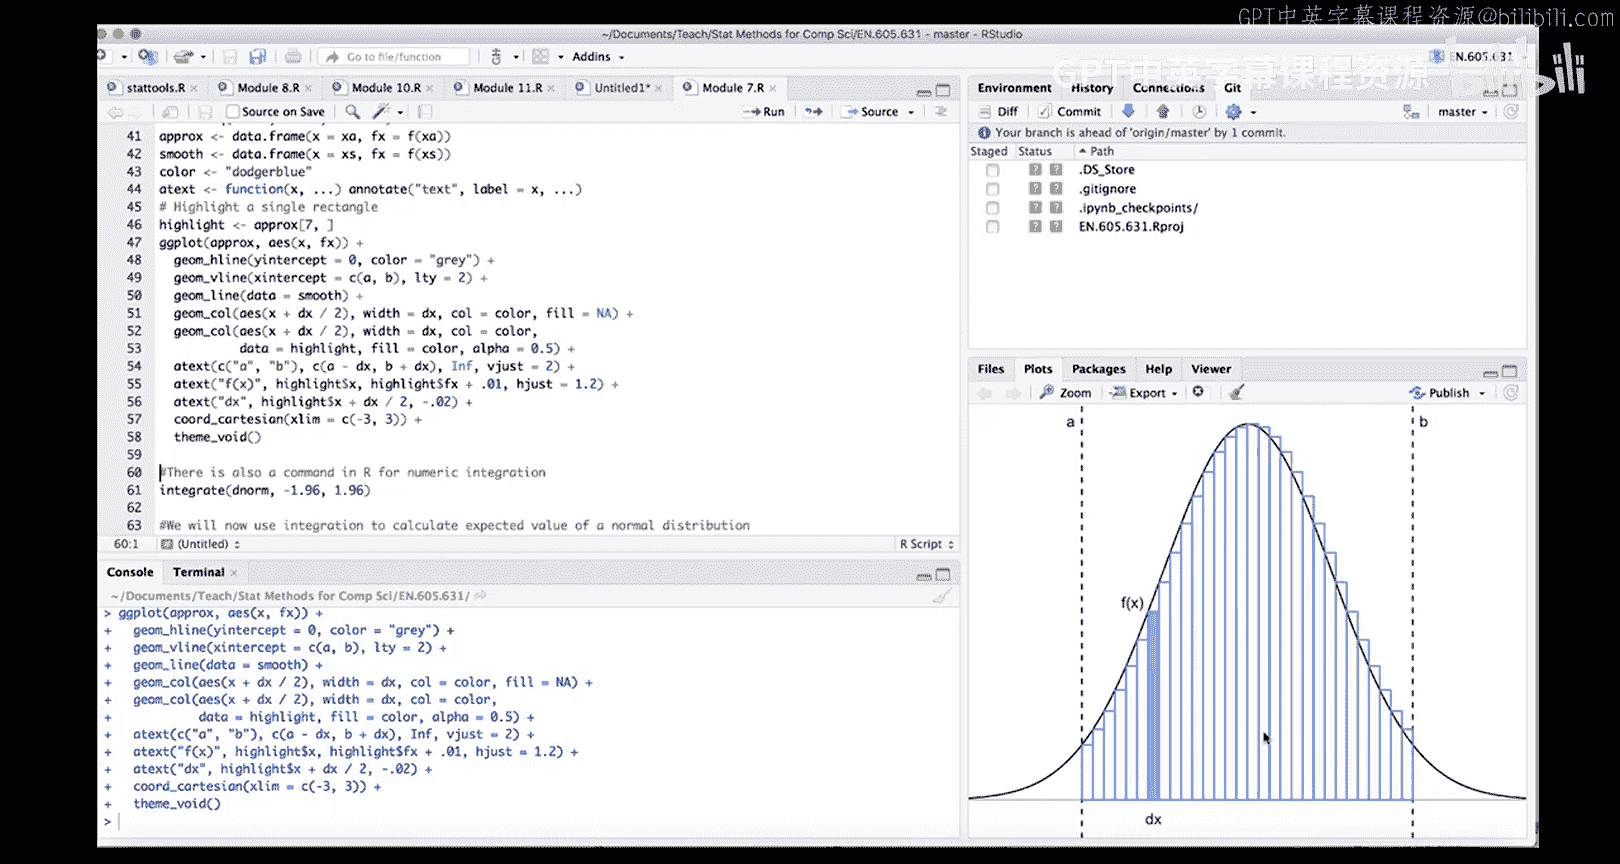 GPT中英字幕课程资源@bilibili.com
~/Documents/Teach/Stat Methods for Comp Sci/EN.605.631 - master - RStudio
Go to file/function
Addins
EN.605.631
GPT中英字幕课程资源
stattools.R
Module 8.R
Module 10.R
Module 11.R
Untitled1*
Module 7.R
Source on Save
Run
Source
41 approx <- data.frame(x = xa, fx = f(xa))
42 smooth <- data.frame(x = xs, fx = f(xs))
43 color <- "dodgerblue"
44 atext <- function(x, ...) annotate("text", label = x, ...)
45 # Highlight a single rectangle
46 highlight <- approx[7, ]
47 ggplot(approx, aes(x, fx)) +
48 geom_hline(yintercept = 0, color = "grey") +
49 geom_vline(xintercept = c(a, b), lty = 2) +
50 geom_line(data = smooth) +
51 geom_col(aes(x + dx / 2), width = dx, col = color, fill = NA) +
52 geom_col(aes(x + dx / 2), width = dx, col = color,
53 data = highlight, fill = color, alpha = 0.5) +
54 atext(c("a", "b"), c(a - dx, b + dx), Inf, vjust = 2) +
55 atext("f(x)", highlight$x, highlight$fx + .01, hjust = 1.2) +
56 atext("dx", highlight$x + dx / 2, -.02) +
57 coord_cartesian(xlim = c(-3, 3)) +
58 theme_void()
59
60 #There is also a command in R for numeric integration
61 integrate(dnorm, -1.96, 1.96)
62
63 #We will now use integration to calculate expected value of a normal distribution
60:1
(Untitled)
R Script
Console
Terminal
~/Documents/Teach/Stat Methods for Comp Sci/EN.605.631/
> ggplot(approx, aes(x, fx)) +
+ geom_hline(yintercept = 0, color = "grey") +
+ geom_vline(xintercept = c(a, b), lty = 2) +
+ geom_line(data = smooth) +
+ geom_col(aes(x + dx / 2), width = dx, col = color, fill = NA) +
+ geom_col(aes(x + dx / 2), width = dx, col = color,
+ data = highlight, fill = color, alpha = 0.5) +
+ atext(c("a", "b"), c(a - dx, b + dx), Inf, vjust = 2) +
+ atext("f(x)", highlight$x, highlight$fx + .01, hjust = 1.2) +
+ atext("dx", highlight$x + dx / 2, -.02) +
+ coord_cartesian(xlim = c(-3, 3)) +
+ theme_void()
>
Environment
History
Connections
Git
Diff
Commit
master
Your branch is ahead of 'origin/master' by 1 commit.
Staged
Status
Path
.DS_Store
.gitignore
.ipynb_checkpoints/
EN.605.631.Rproj
Files
Plots
Packages
Help
Viewer
Zoom
Export
Publish
a
b
f(x)
dx